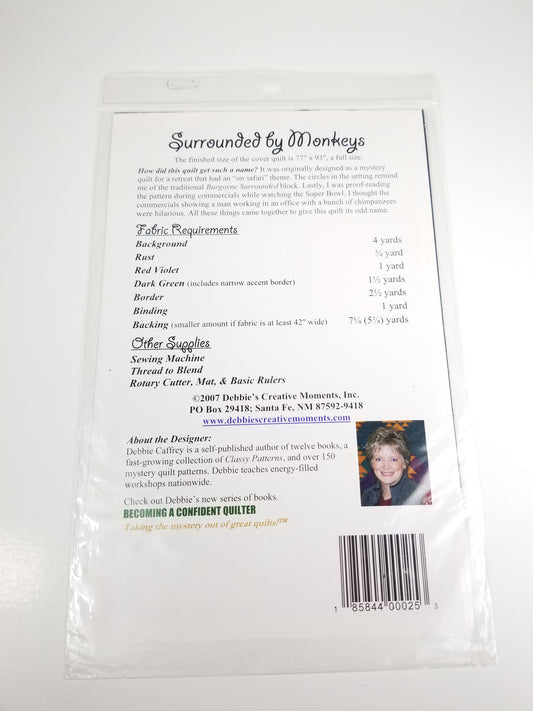 Surrounded by Monkeys
The finished size of the cover quilt is 77" x 93", a full size.
How did this quilt get such a name? It was originally designed as a mystery
quilt for a retreat that had an "on safari" theme. The circles in the setting remind
me of the traditional Burgoyne Surrounded block. Lastly, I was proof-reading
the pattern during commercials while watching the Super Bowl. I thought the
commercials showing a man working in an office with a bunch of chimpanzees
were hilarious. All these things came together to give this quilt its odd name.
Fabric Requirements
Background 4 yards
Rust ¾ yard
Red Violet 1 yard
Dark Green (includes narrow accent border) 1½ yards
Border 2½ yards
Binding 1 yard
Backing (smaller amount if fabric is at least 42" wide) 7¼ (5¾) yards
Other Supplies
Sewing Machine
Thread to Blend
Rotary Cutter, Mat, & Basic Rulers
©2007 Debbie's Creative Moments, Inc.
PO Box 29418; Santa Fe, NM 87592-9418
www.debbiescreativemoments.com
About the Designer:
Debbie Caffrey is a self-published author of twelve books, a
fast-growing collection of Classy Patterns, and over 150
mystery quilt patterns. Debbie teaches energy-filled
workshops nationwide.
Check out Debbie's new series of books.
BECOMING A CONFIDENT QUILTER
Taking the mystery out of great quilts!™
1 85844 00025 3